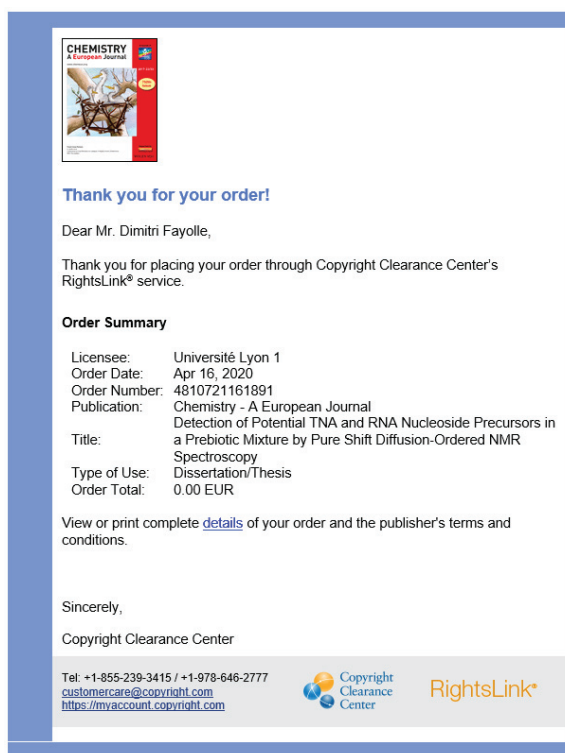 CHEMISTRY
A European Journal
Thank you for your order!
Dear Mr. Dimitri Fayolle,
Thank you for placing your order through Copyright Clearance Center's
RightsLink® service.
Order Summary
Licensee: Université Lyon 1
Order Date: Apr 16, 2020
Order Number: 4810721161891
Publication: Chemistry - A European Journal
Title: Detection of Potential TNA and RNA Nucleoside Precursors in
a Prebiotic Mixture by Pure Shift Diffusion-Ordered NMR
Spectroscopy
Type of Use: Dissertation/Thesis
Order Total: 0.00 EUR
View or print complete details of your order and the publisher's terms and
conditions.
Sincerely,
Copyright Clearance Center
Tel: +1-855-239-3415 / +1-978-646-2777
customercare@copyright.com
https://myaccount.copyright.com
Copyright
Clearance
Center
RightsLink®